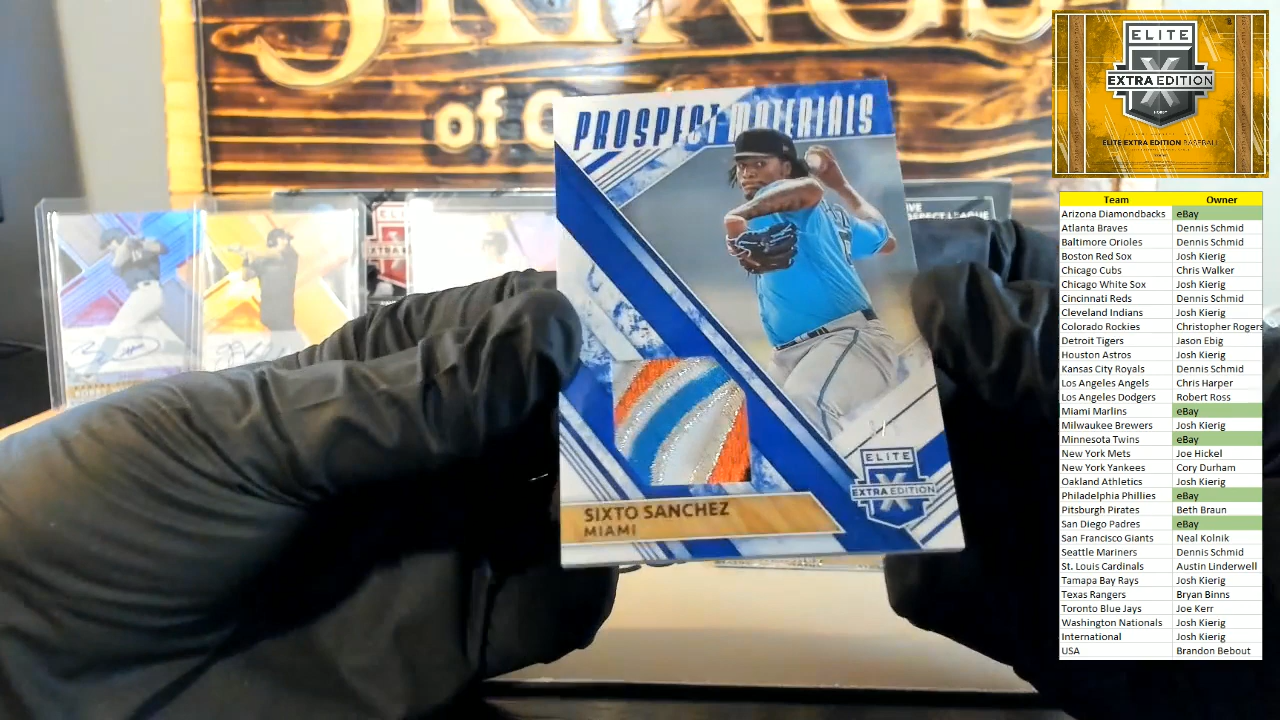 of C
PROSPECT MATERIALS
ELITE
EXTRA EDITION
SIXTO SANCHEZ
MIAMI
ELITE
EXTRA EDITION
ELITE EXTRA EDITION BASEBALL
Team Owner
Arizona Diamondbacks eBay
Atlanta Braves Dennis Schmid
Baltimore Orioles Dennis Schmid
Boston Red Sox Josh Kierig
Chicago Cubs Chris Walker
Chicago White Sox Josh Kierig
Cincinnati Reds Dennis Schmid
Cleveland Indians Josh Kierig
Colorado Rockies Christopher Rogers
Detroit Tigers Jason Ebig
Houston Astros Josh Kierig
Kansas City Royals Dennis Schmid
Los Angeles Angels Chris Harper
Los Angeles Dodgers Robert Ross
Miami Marlins eBay
Milwaukee Brewers Josh Kierig
Minnesota Twins eBay
New York Mets Joe Hickel
New York Yankees Cory Durham
Oakland Athletics Josh Kierig
Philadelphia Phillies eBay
Pittsburgh Pirates Beth Braun
San Diego Padres eBay
San Francisco Giants Neal Kolnik
Seattle Mariners Dennis Schmid
St. Louis Cardinals Austin Linderwell
Tamapa Bay Rays Josh Kierig
Texas Rangers Bryan Binns
Toronto Blue Jays Joe Kerr
Washington Nationals Josh Kierig
International Josh Kierig
USA Brandon Bebout